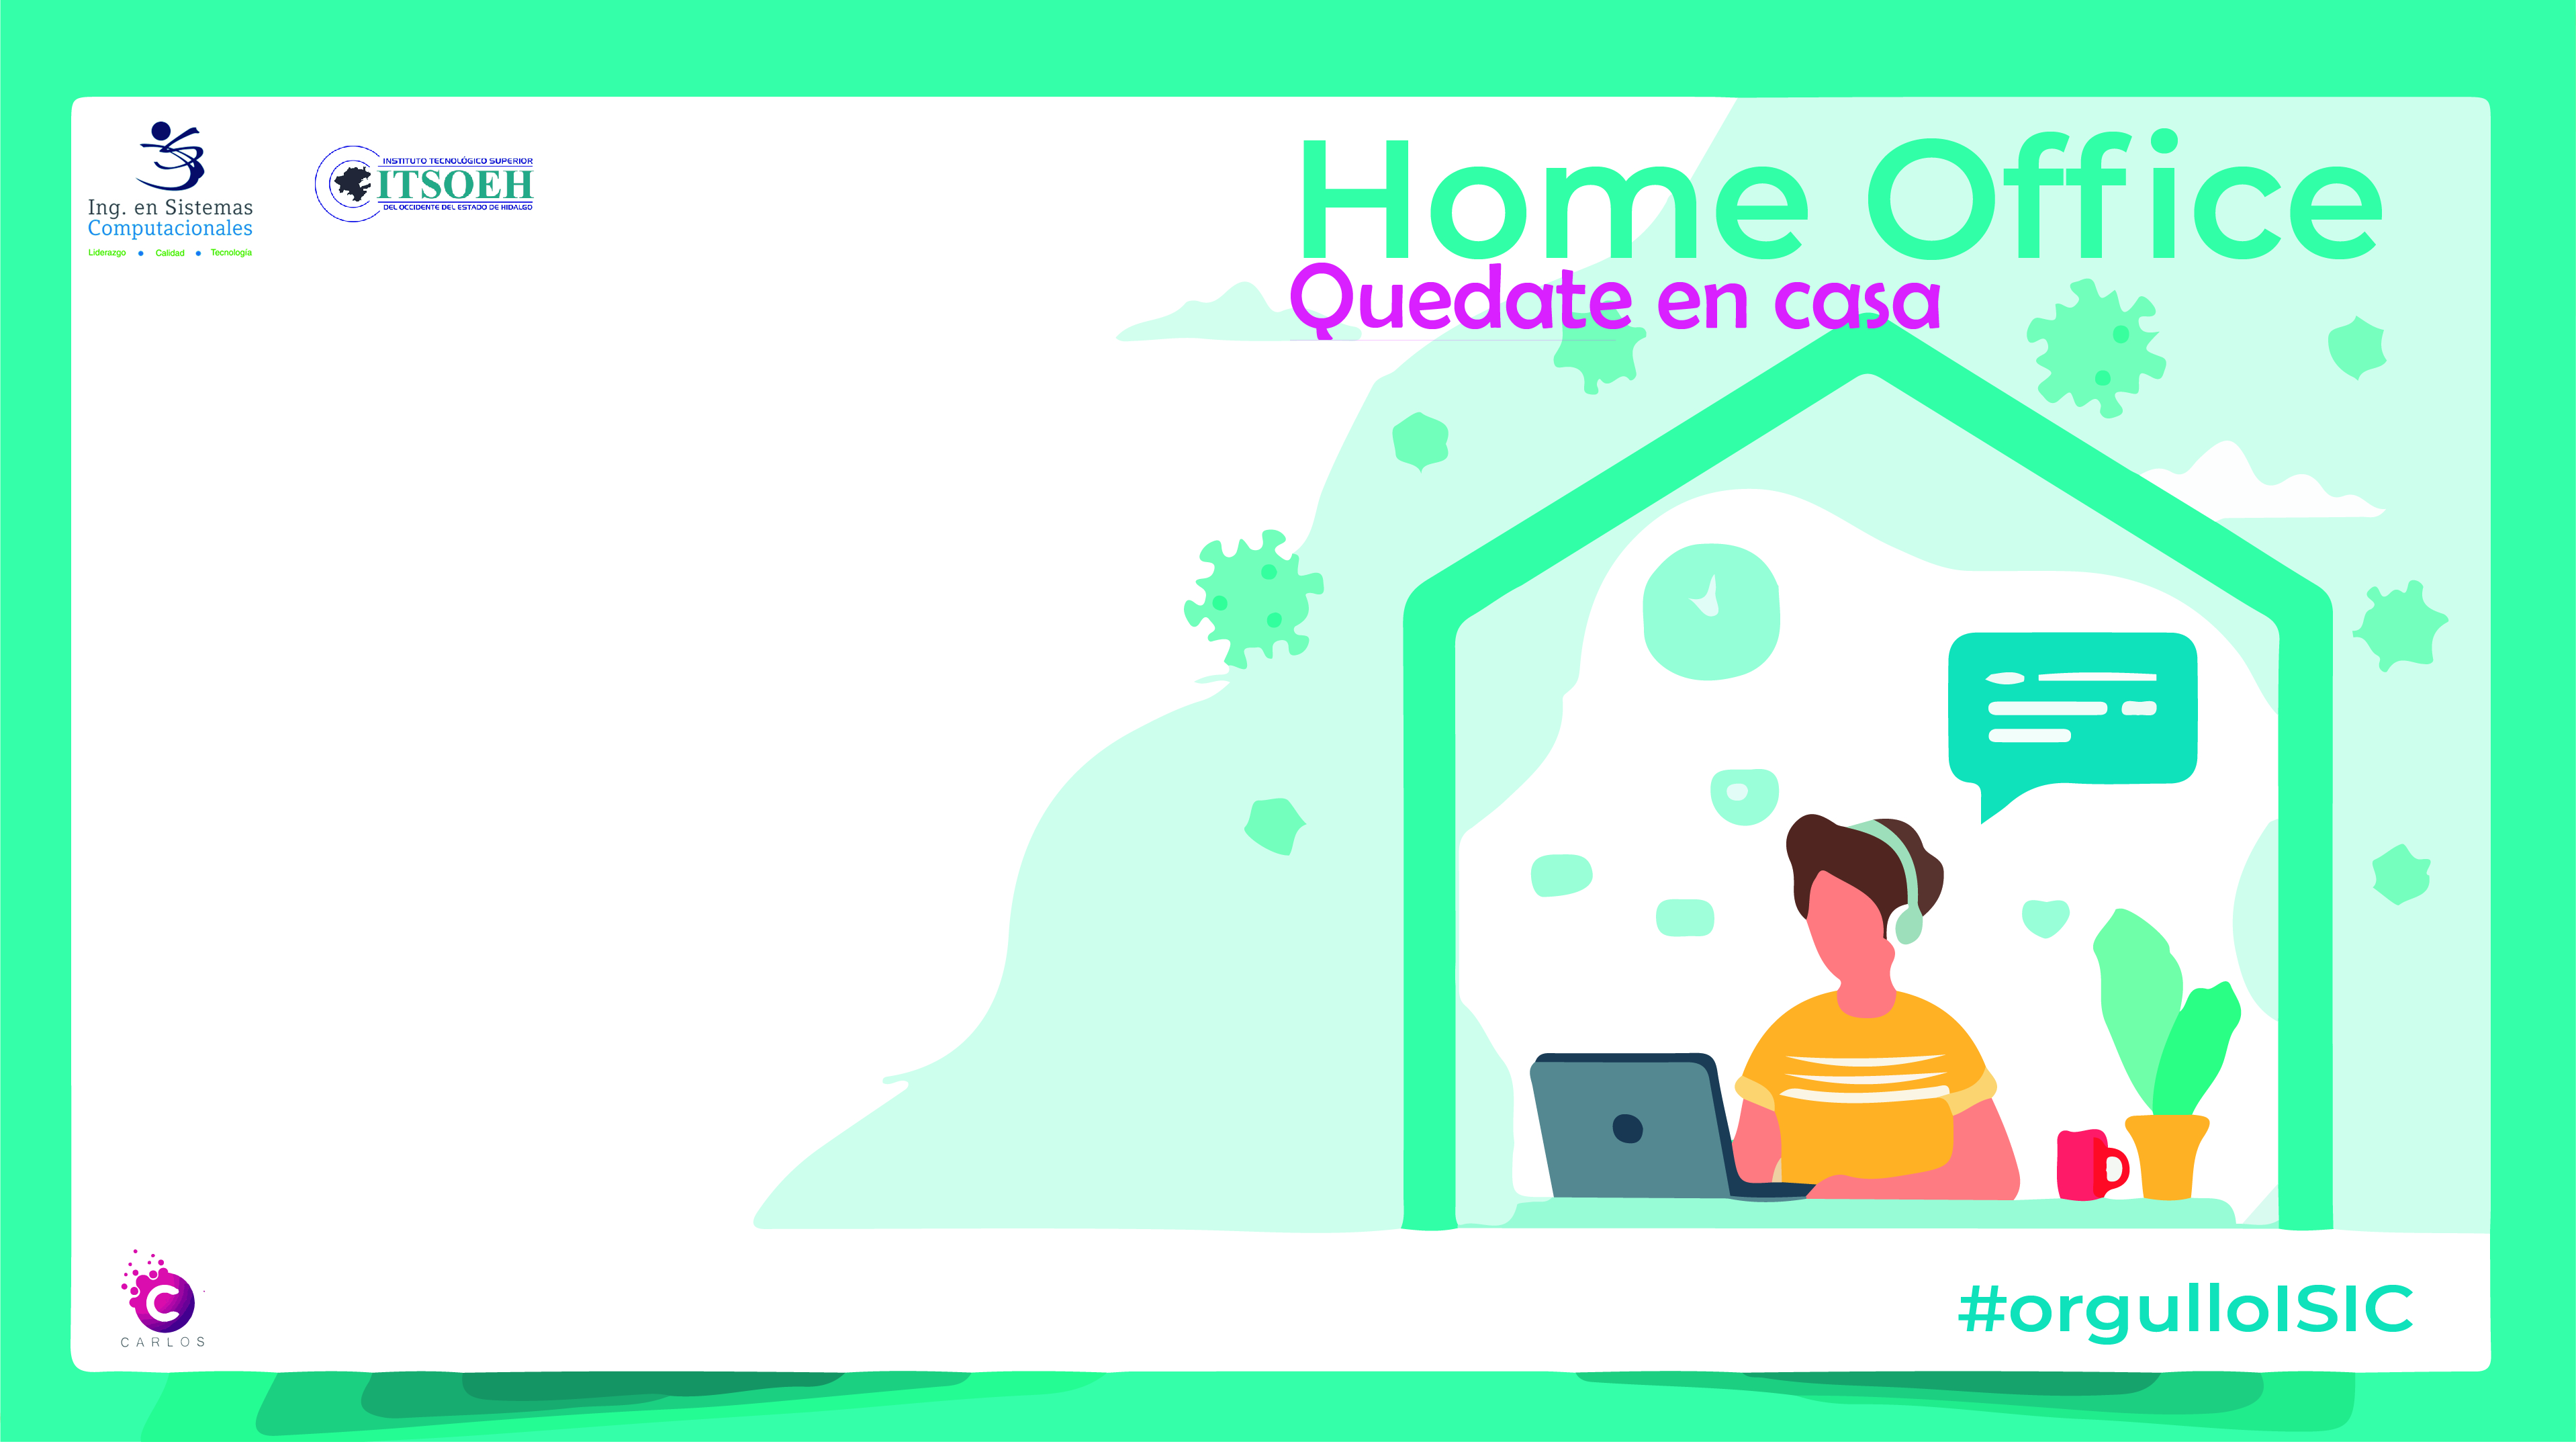 Ing. en Sistemas
Computacionales
Liderazgo • Calidad • Tecnología
INSTITUTO TECNOLÓGICO SUPERIOR
ITSOEH
DEL OCCIDENTE DEL ESTADO DE HIDALGO
Home Office
Quedate en casa
C
CARLOS
#orgulloISIC